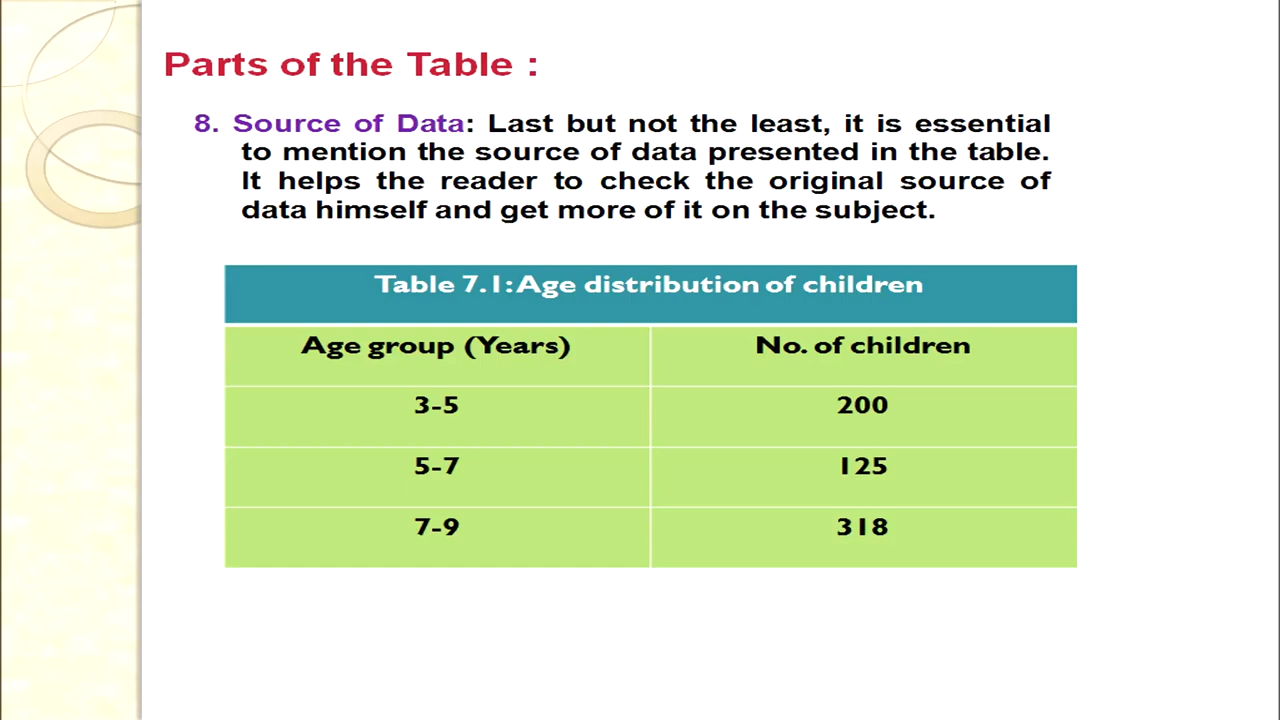 Parts of the Table :
8. Source of Data: Last but not the least, it is essential
to mention the source of data presented in the table.
It helps the reader to check the original source of
data himself and get more of it on the subject.
Table 7.1: Age distribution of children
Age group (Years) No. of children
3-5 200
5-7 125
7-9 318